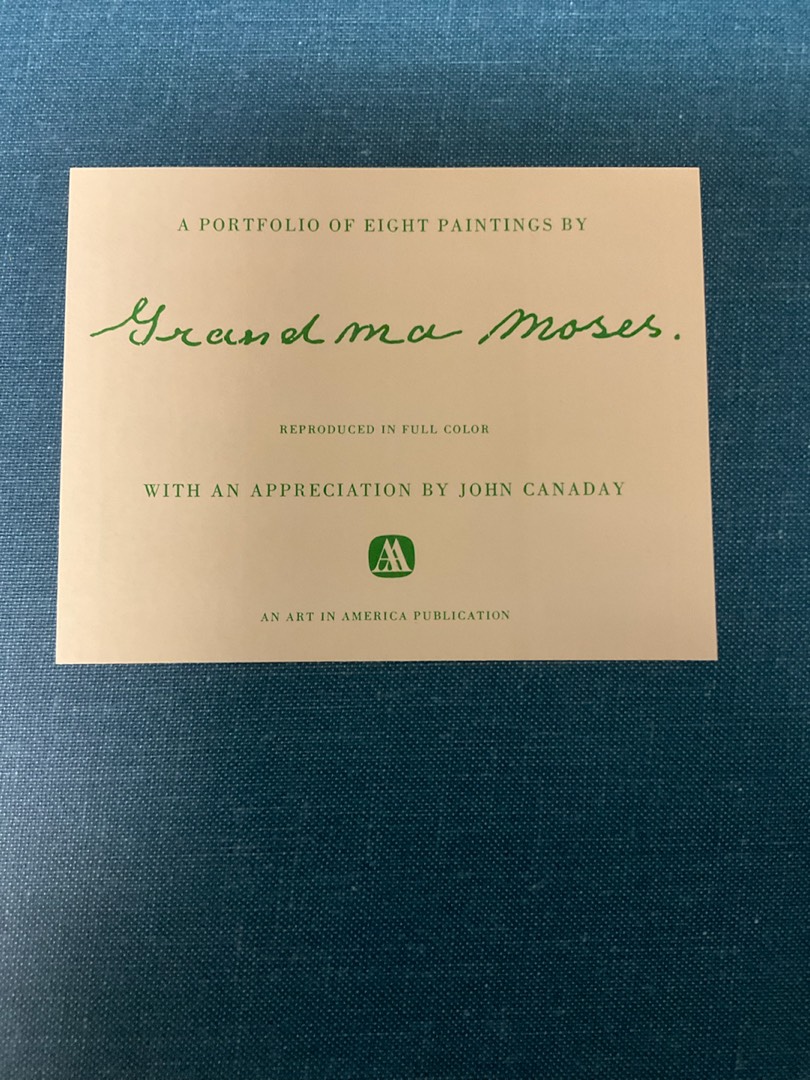 A PORTFOLIO OF EIGHT PAINTINGS BY
Grandma Moses.
REPRODUCED IN FULL COLOR
WITH AN APPRECIATION BY JOHN CANADAY
AA
AN ART IN AMERICA PUBLICATION